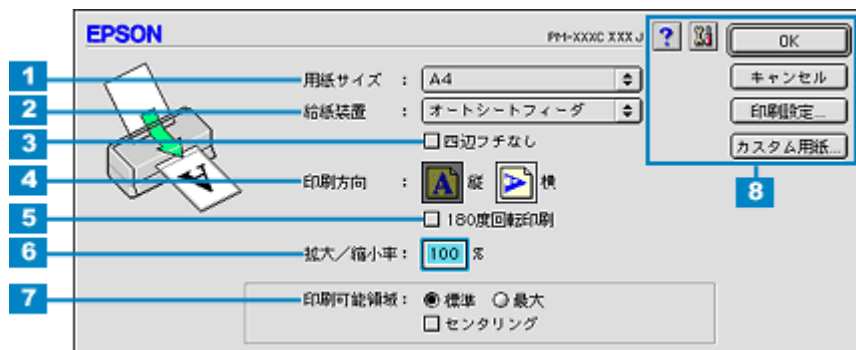 EPSON
PM-XXXC XXX J
?
OK
1
用紙サイズ : A4
キャンセル
2
給紙装置 : オートシートフィーダ
印刷設定...
3
四辺フチなし
カスタム用紙...
4
印刷方向 : A 縦 A 横
8
5
180度回転印刷
6
拡大／縮小率: 100 %
7
印刷可能領域: 標準 最大
センタリング
A